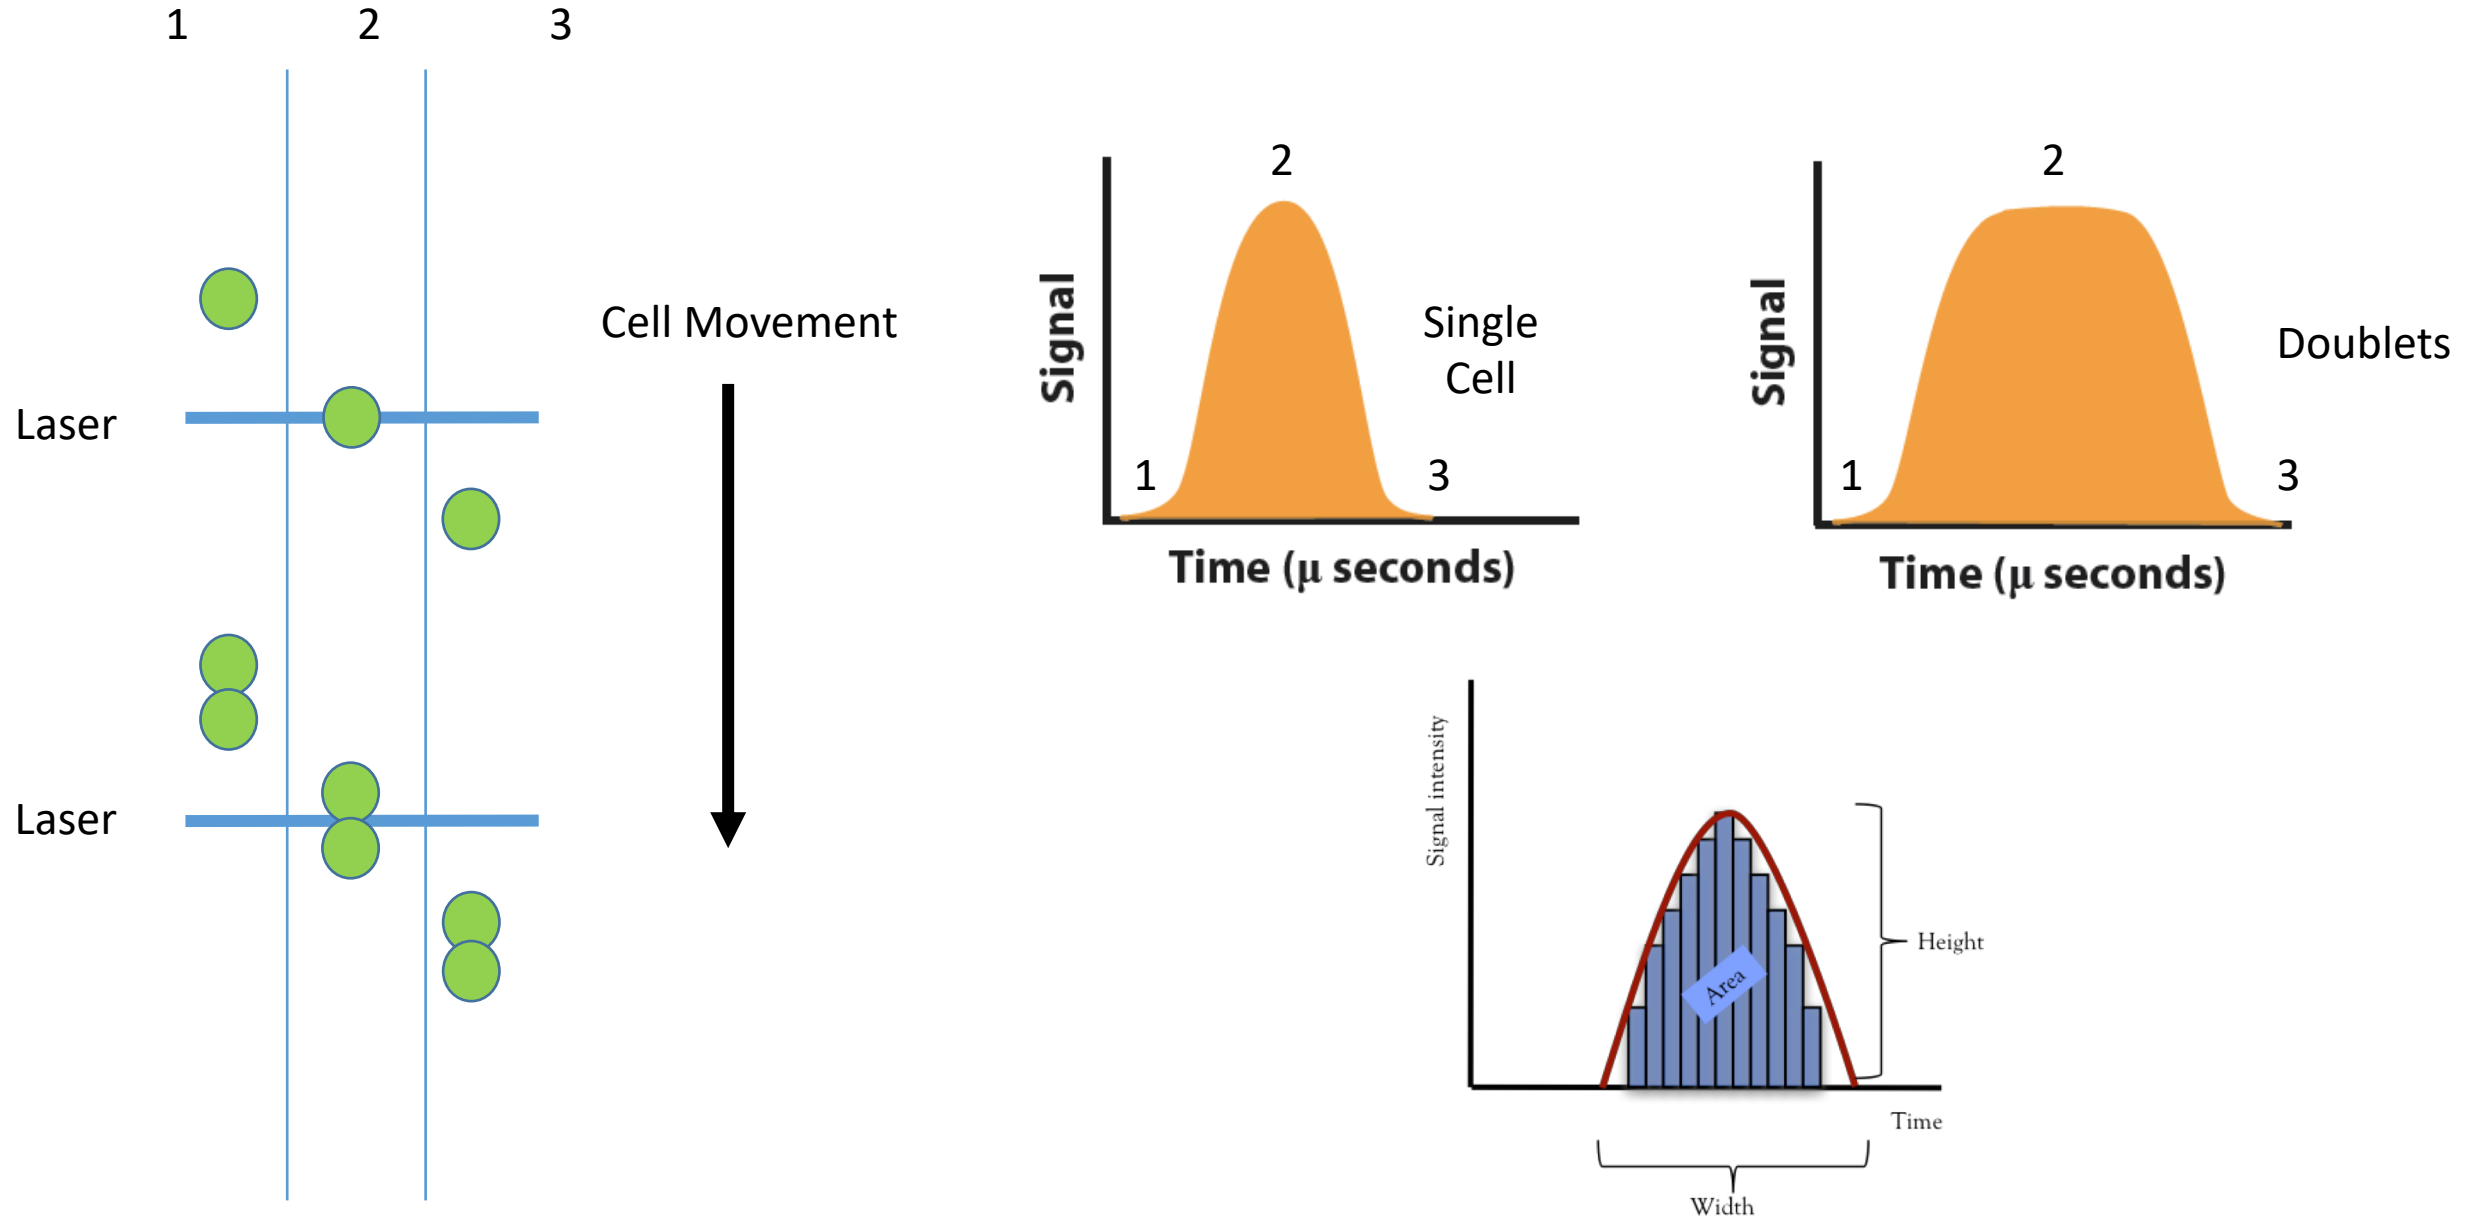 1
2
3
Laser
Laser
Cell Movement
Signal
2
1
3
Single
Cell
Time (μ seconds)
Signal
2
1
3
Doublets
Time (μ seconds)
Signal intensity
Area
Height
Time
Width